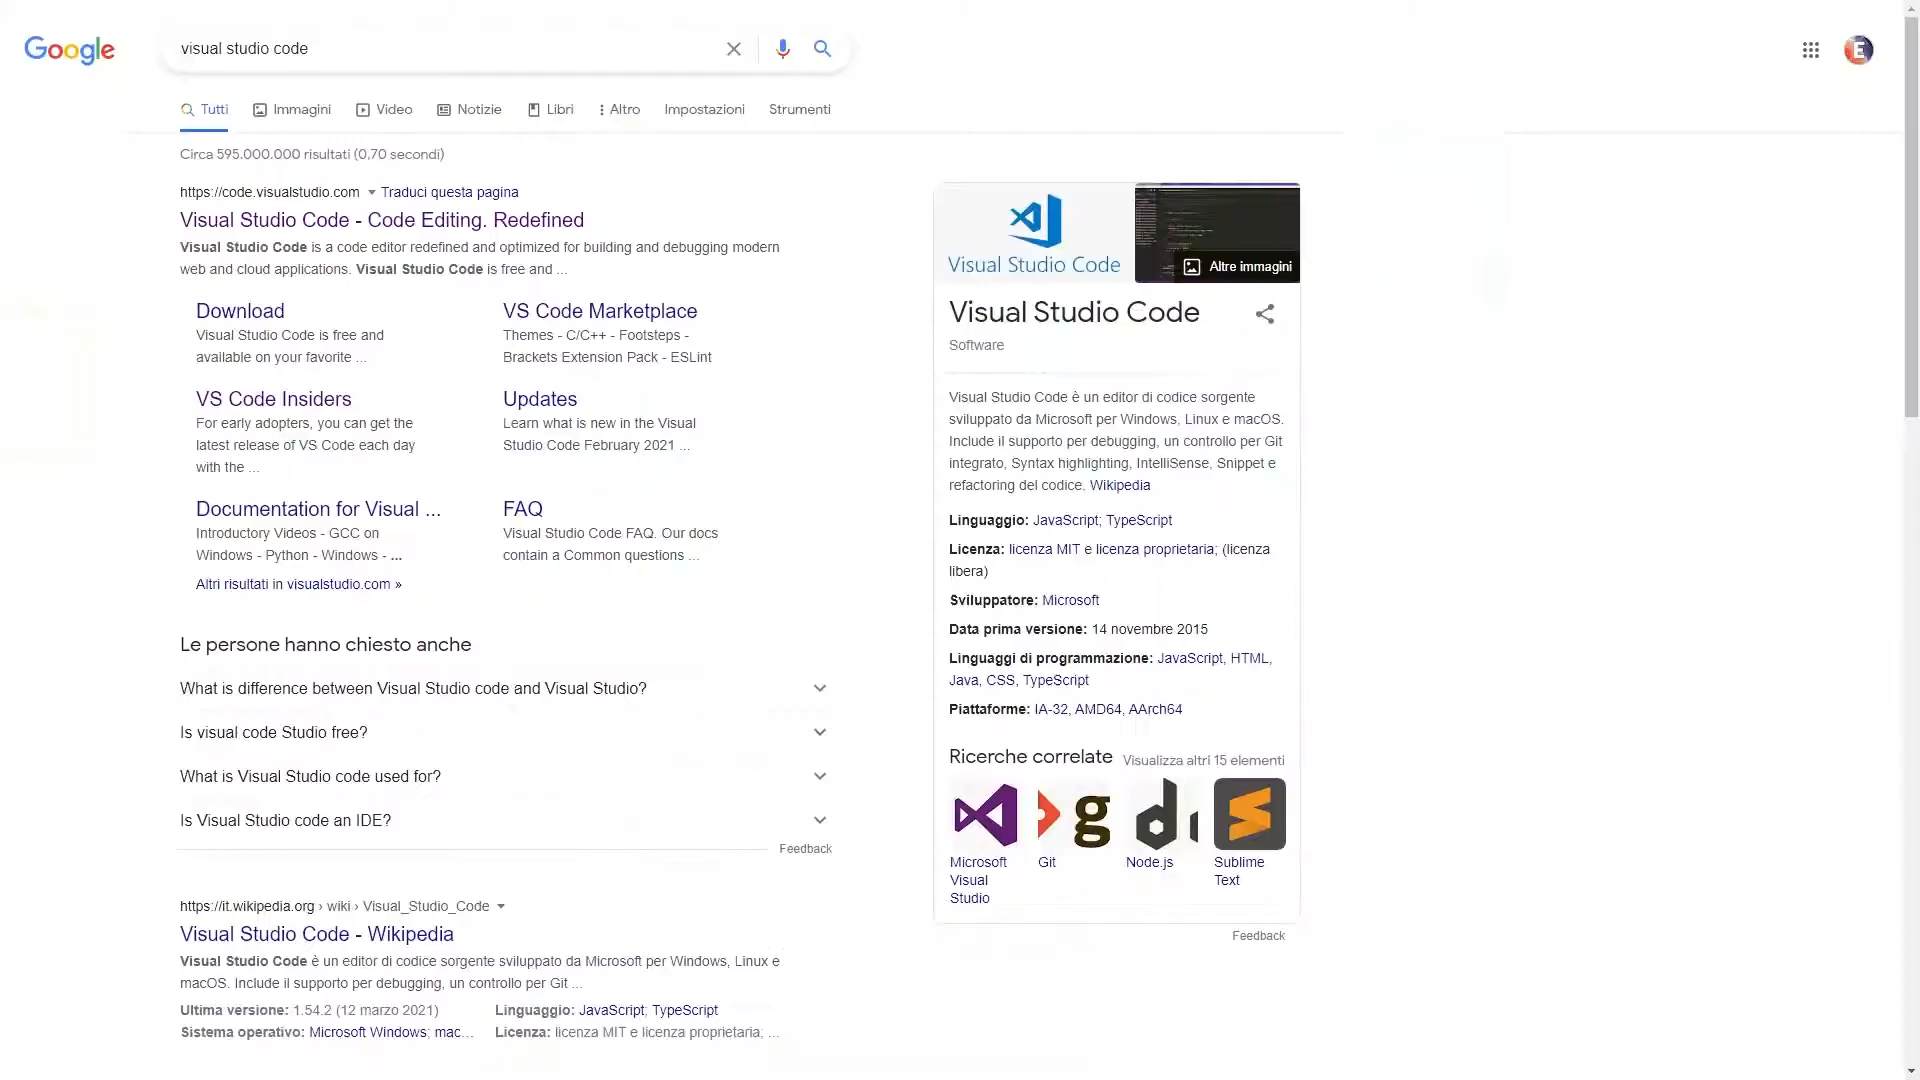 Google
visual studio code
E
Tutti
Immagini
Video
Notizie
Libri
Altro
Impostazioni
Strumenti
Circa 595.000.000 risultati (0,70 secondi)
https://code.visualstudio.com
Traduci questa pagina
Visual Studio Code - Code Editing. Redefined
Visual Studio Code is a code editor redefined and optimized for building and debugging modern
web and cloud applications. Visual Studio Code is free and ...
Download
Visual Studio Code is free and
available on your favorite ...
VS Code Marketplace
Themes - C/C++ - Footsteps -
Brackets Extension Pack - ESLint
VS Code Insiders
For early adopters, you can get the
latest release of VS Code each day
with the ...
Updates
Learn what is new in the Visual
Studio Code February 2021 ...
Documentation for Visual ...
Introductory Videos - GCC on
Windows - Python - Windows - ...
FAQ
Visual Studio Code FAQ. Our docs
contain a Common questions ...
Altri risultati in visualstudio.com »
Le persone hanno chiesto anche
What is difference between Visual Studio code and Visual Studio?
Is visual code Studio free?
What is Visual Studio code used for?
Is Visual Studio code an IDE?
Feedback
https://it.wikipedia.org › wiki › Visual_Studio_Code
Visual Studio Code - Wikipedia
Visual Studio Code è un editor di codice sorgente sviluppato da Microsoft per Windows, Linux e
macOS. Include il supporto per debugging, un controllo per Git ...
Ultima versione: 1.54.2 (12 marzo 2021)
Linguaggio: JavaScript; TypeScript
Sistema operativo: Microsoft Windows; mac...
Licenza: licenza MIT e licenza proprietaria; ...
Visual Studio Code
Altre immagini
Visual Studio Code
Software
Visual Studio Code è un editor di codice sorgente
sviluppato da Microsoft per Windows, Linux e macOS.
Include il supporto per debugging, un controllo per Git
integrato, Syntax highlighting, IntelliSense, Snippet e
refactoring del codice. Wikipedia
Linguaggio: JavaScript; TypeScript
Licenza: licenza MIT e licenza proprietaria; (licenza
libera)
Sviluppatore: Microsoft
Data prima versione: 14 novembre 2015
Linguaggi di programmazione: JavaScript, HTML,
Java, CSS, TypeScript
Piattaforme: IA-32, AMD64, AArch64
Ricerche correlate
Visualizza altri 15 elementi
g
d
Microsoft
Visual
Studio
Git
Node.js
Sublime
Text
Feedback